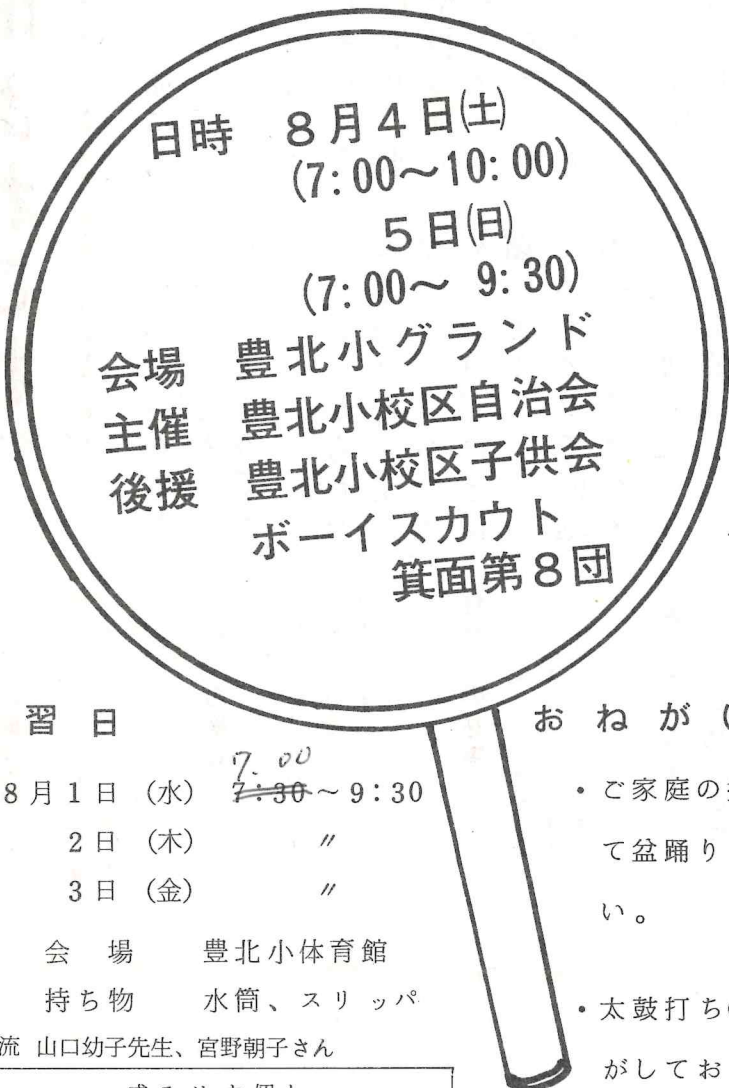 日時 8月4日(土)
(7:00〜10:00)
5日(日)
(7:00〜 9:30)
会場 豊北小グランド
主催 豊北小校区自治会
後援 豊北小校区子供会
ボーイスカウト
箕面第8団
習日
7.00
8月1日 (水) 7:30〜9:30
2日 (木) 〃
3日 (金) 〃
会場 豊北小体育館
持ち物 水筒、スリッパ
流 山口幼子先生、宮野朝子さん
おねが
・ご家庭の
て盆踊り
い。
・太鼓打ち
がしてお